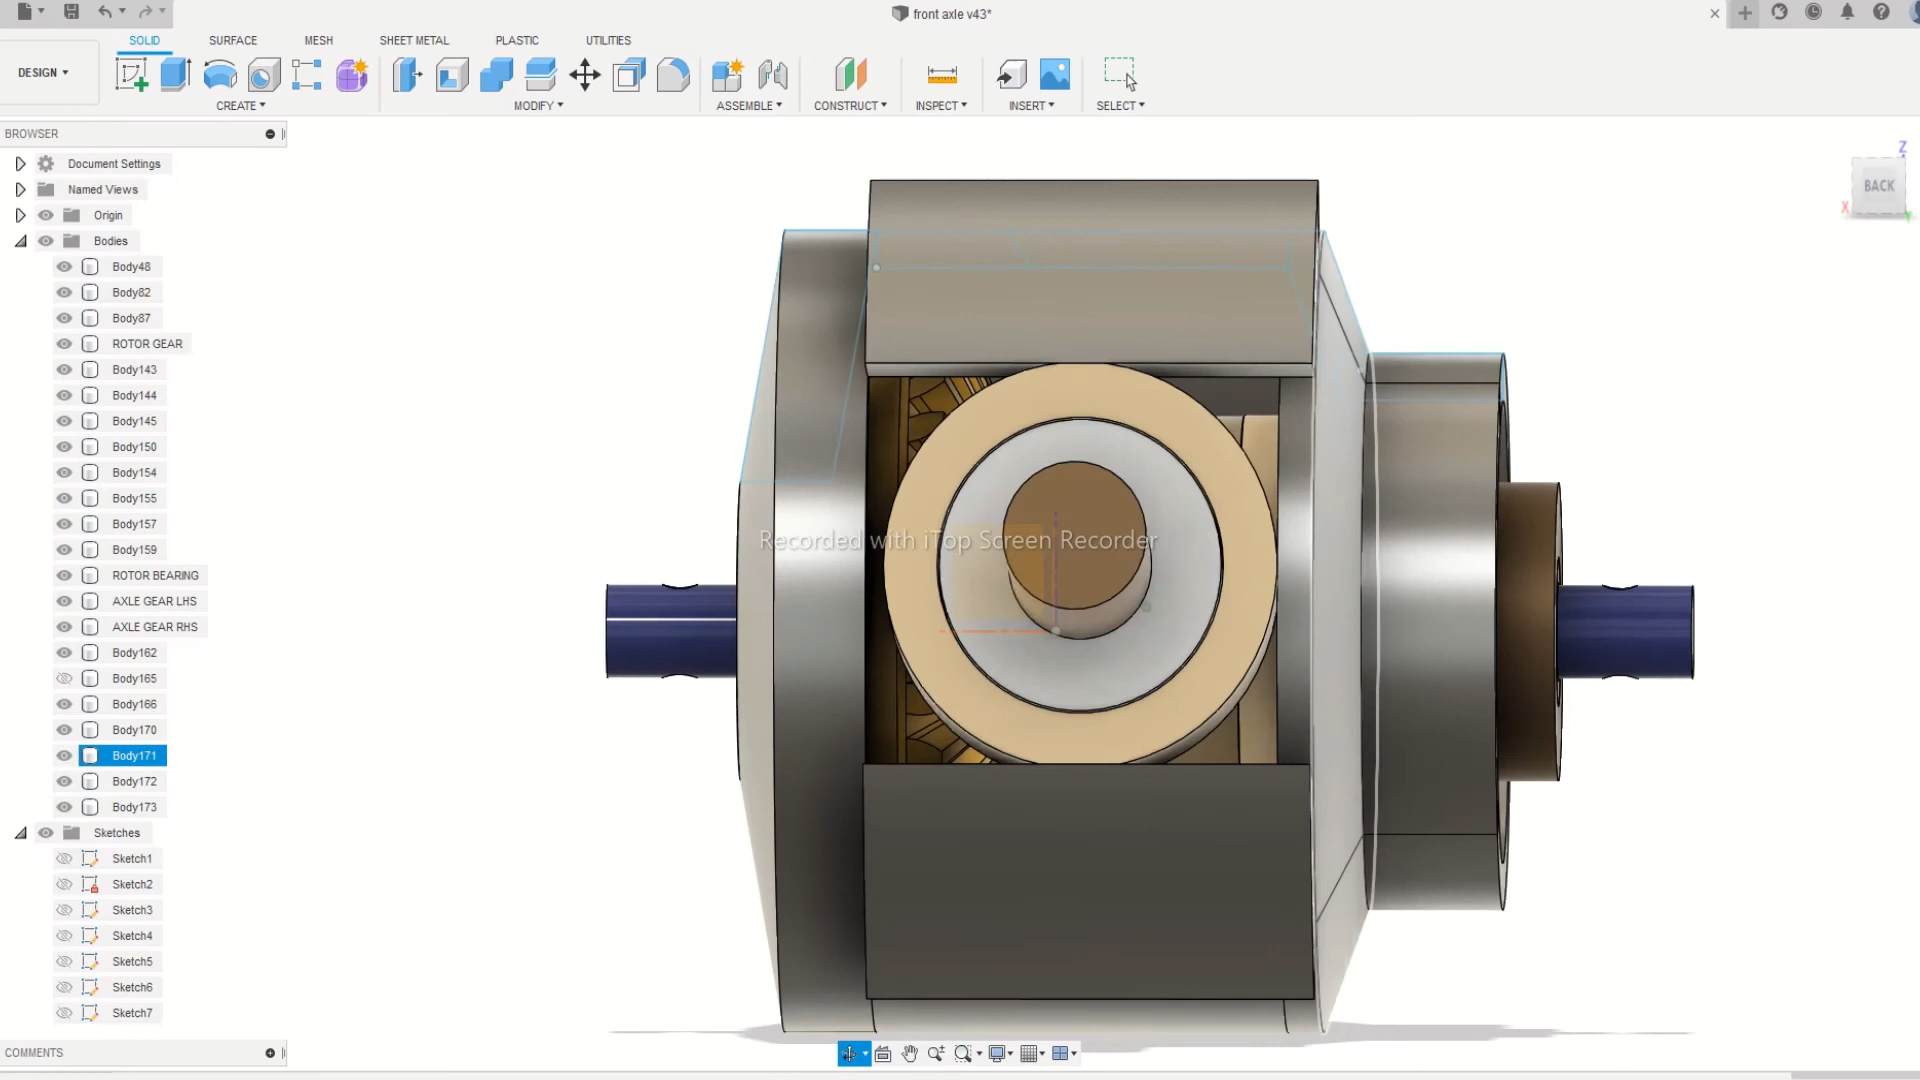 front axle v43*
SOLID
SURFACE
MESH
SHEET METAL
PLASTIC
UTILITIES
DESIGN
CREATE
MODIFY
ASSEMBLE
CONSTRUCT
INSPECT
INSERT
SELECT
BROWSER
Document Settings
Named Views
Origin
Bodies
Body48
Body82
Body87
ROTOR GEAR
Body143
Body144
Body145
Body150
Body154
Body155
Body157
Body159
ROTOR BEARING
AXLE GEAR LHS
AXLE GEAR RHS
Body162
Body165
Body166
Body170
Body171
Body172
Body173
Sketches
Sketch1
Sketch2
Sketch3
Sketch4
Sketch5
Sketch6
Sketch7
COMMENTS
Z
BACK
X
Y
Recorded with iTop Screen Recorder